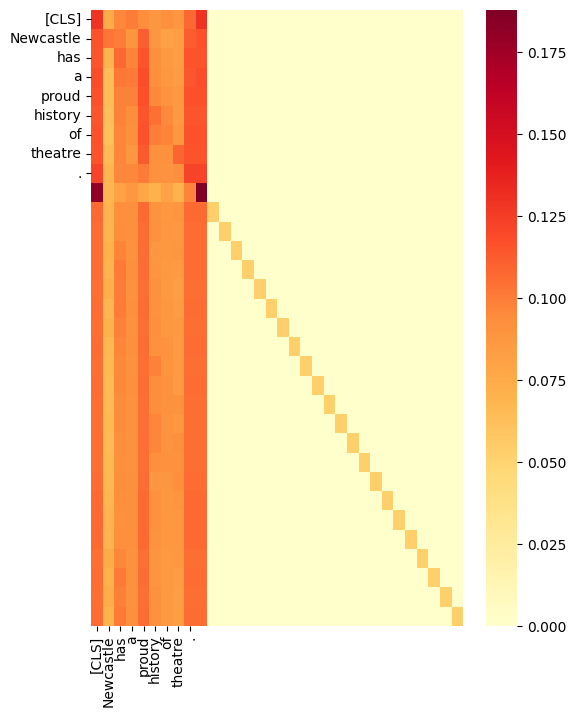 [CLS]
Newcastle
has
a
proud
history
of
theatre
.
0.175
0.150
0.125
0.100
0.075
0.050
0.025
0.000
[CLS]
Newcastle
has
a
proud
history
of
theatre
.